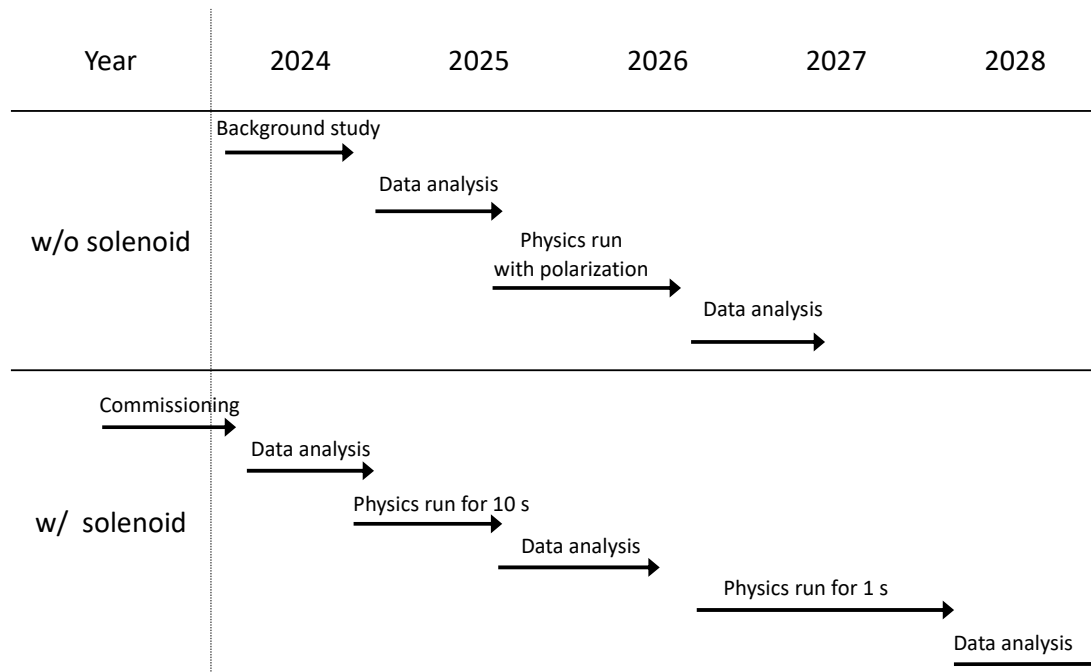 Year 2024 2025 2026 2027 2028
Background study
Data analysis
w/o solenoid
Physics run
with polarization
Data analysis
Commissioning
Data analysis
Physics run for 10 s
w/ solenoid
Data analysis
Physics run for 1 s
Data analysis